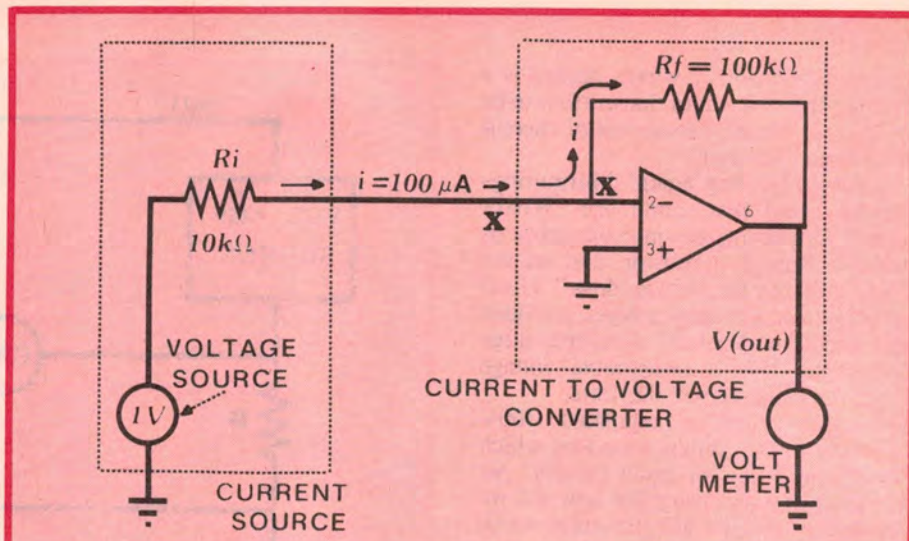 Rf = 100kΩ
i
Ri
i = 100 μA
X
X
10kΩ
2-
6
3+
V(out)
VOLTAGE
SOURCE
1V
CURRENT TO VOLTAGE
CONVERTER
VOLT
METER
CURRENT
SOURCE